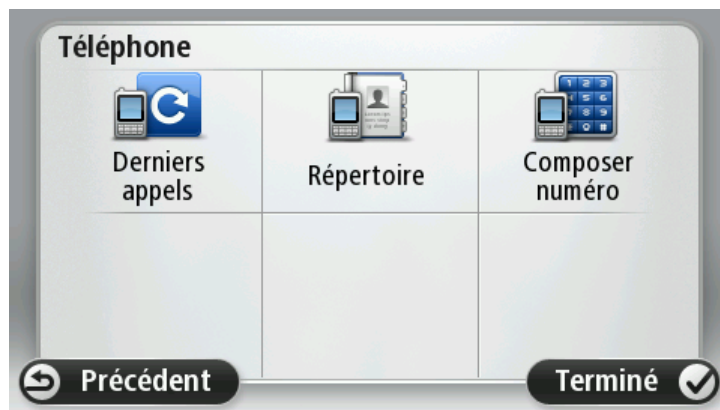 Téléphone
Derniers
appels
Répertoire
Composer
numéro
Précédent
Terminé